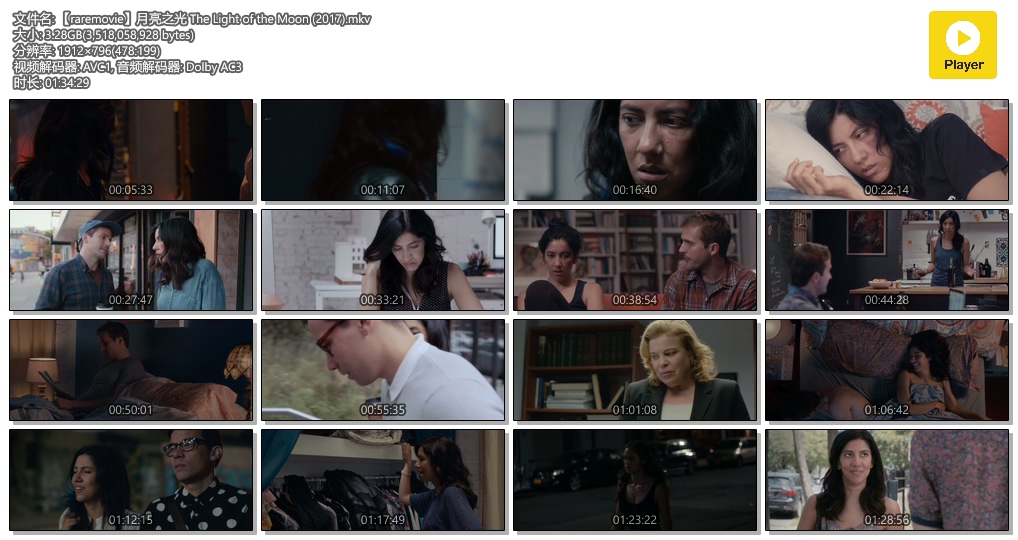 文件名: 【raremovie】月亮之光 The Light of the Moon (2017).mkv
大小: 3.28GB(3,518,058,928 bytes)
分辨率: 1912×796(478:199)
视频解码器: AVC1, 音频解码器: Dolby AC3
时长: 01:34:29
Player
00:05:33
00:11:07
00:16:40
00:22:14
00:27:47
00:33:21
00:38:54
00:44:28
00:50:01
00:55:35
01:01:08
01:06:42
01:12:15
01:17:49
01:23:22
01:28:56